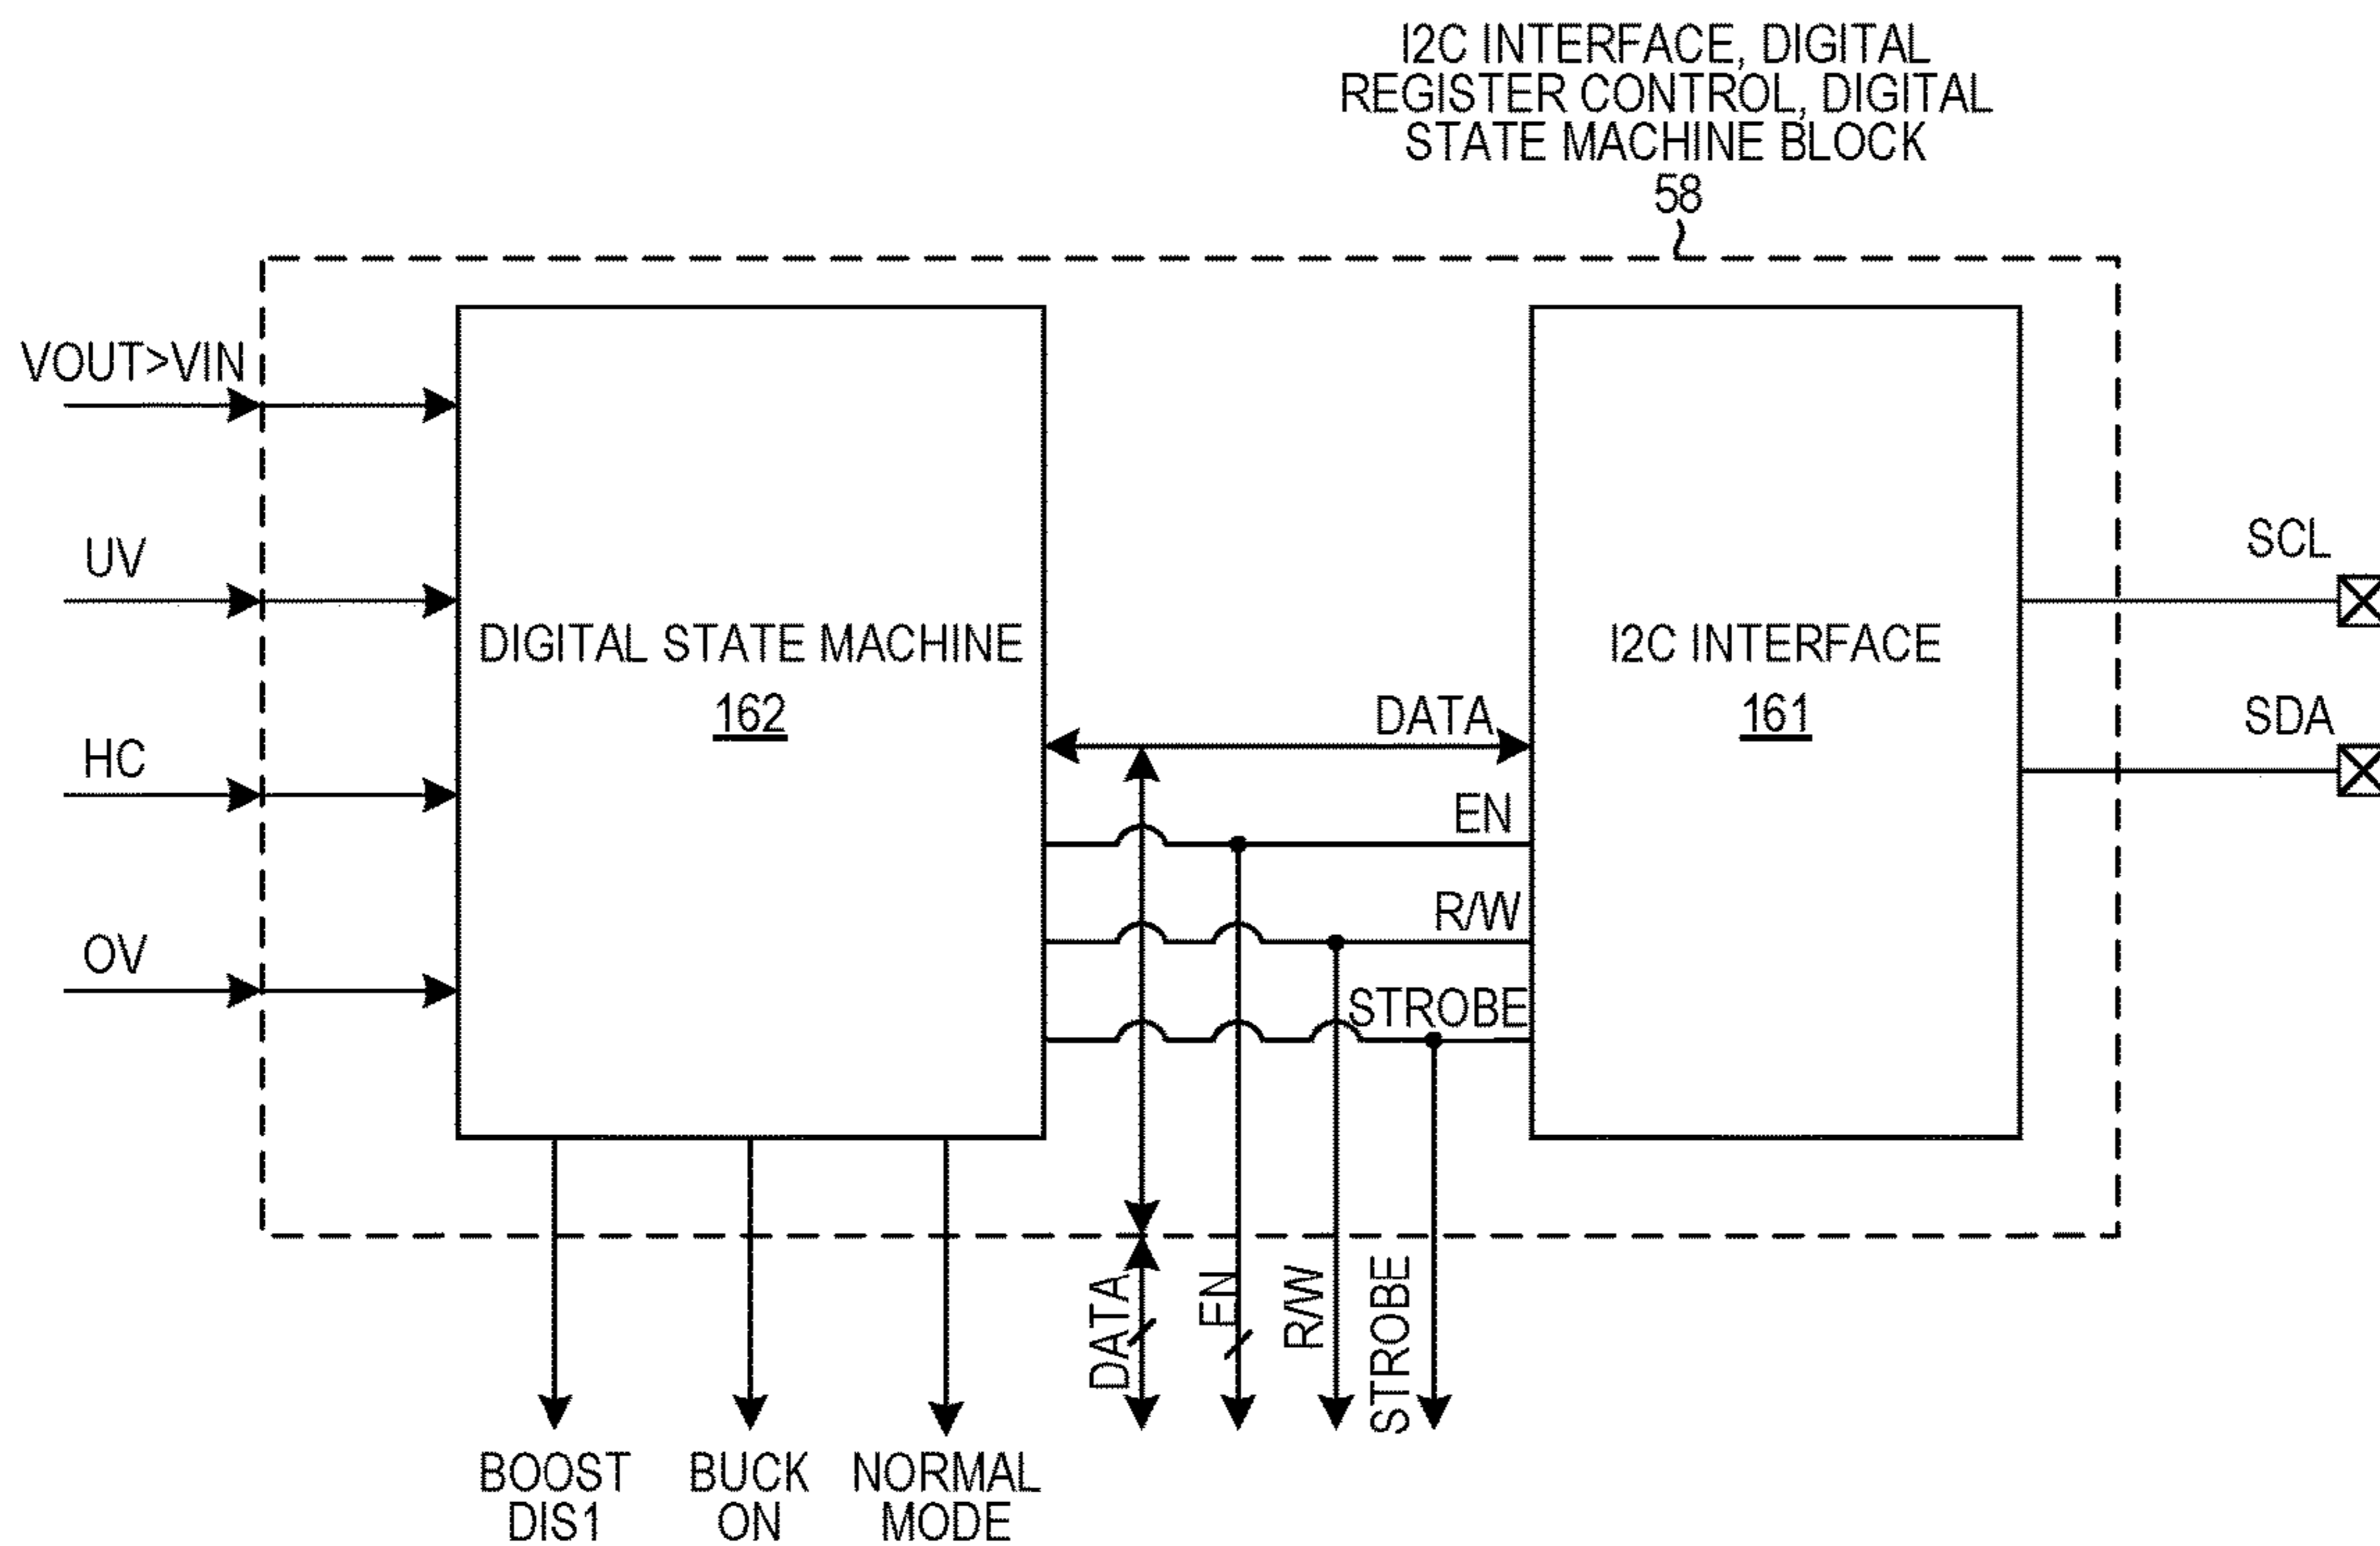 I2C INTERFACE, DIGITAL
REGISTER CONTROL, DIGITAL
STATE MACHINE BLOCK
58
VOUT>VIN
UV
HC
OV
DIGITAL STATE MACHINE
162
DATA
EN
R/W
STROBE
I2C INTERFACE
161
SCL
SDA
BOOST
DIS1
BUCK
ON
NORMAL
MODE
DATA
EN
R/W
STROBE